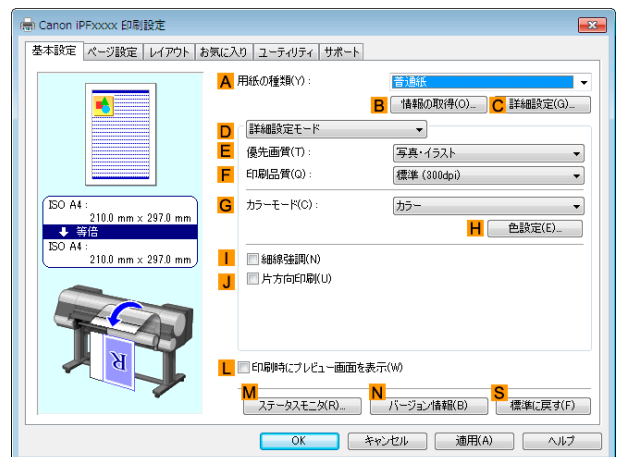 Canon iPFxxxx 印刷設定
基本設定 ページ設定 レイアウト お気に入り ユーティリティ サポート
A 用紙の種類(Y) : 普通紙
B 情報の取得(O)... C 詳細設定(G)...
D 詳細設定モード
E 優先画質(T) : 写真・イラスト
F 印刷品質(Q) : 標準 (300dpi)
G カラーモード(C) : カラー
H 色設定(E)...
ISO A4 :
210.0 mm x 297.0 mm
等倍
ISO A4 :
210.0 mm x 297.0 mm
I 細線強調(N)
J 片方向印刷(U)
R
L 印刷時にプレビュー画面を表示(W)
M ステータスモニタ(R)... N バージョン情報(B) S 標準に戻す(F)
OK キャンセル 適用(A) ヘルプ